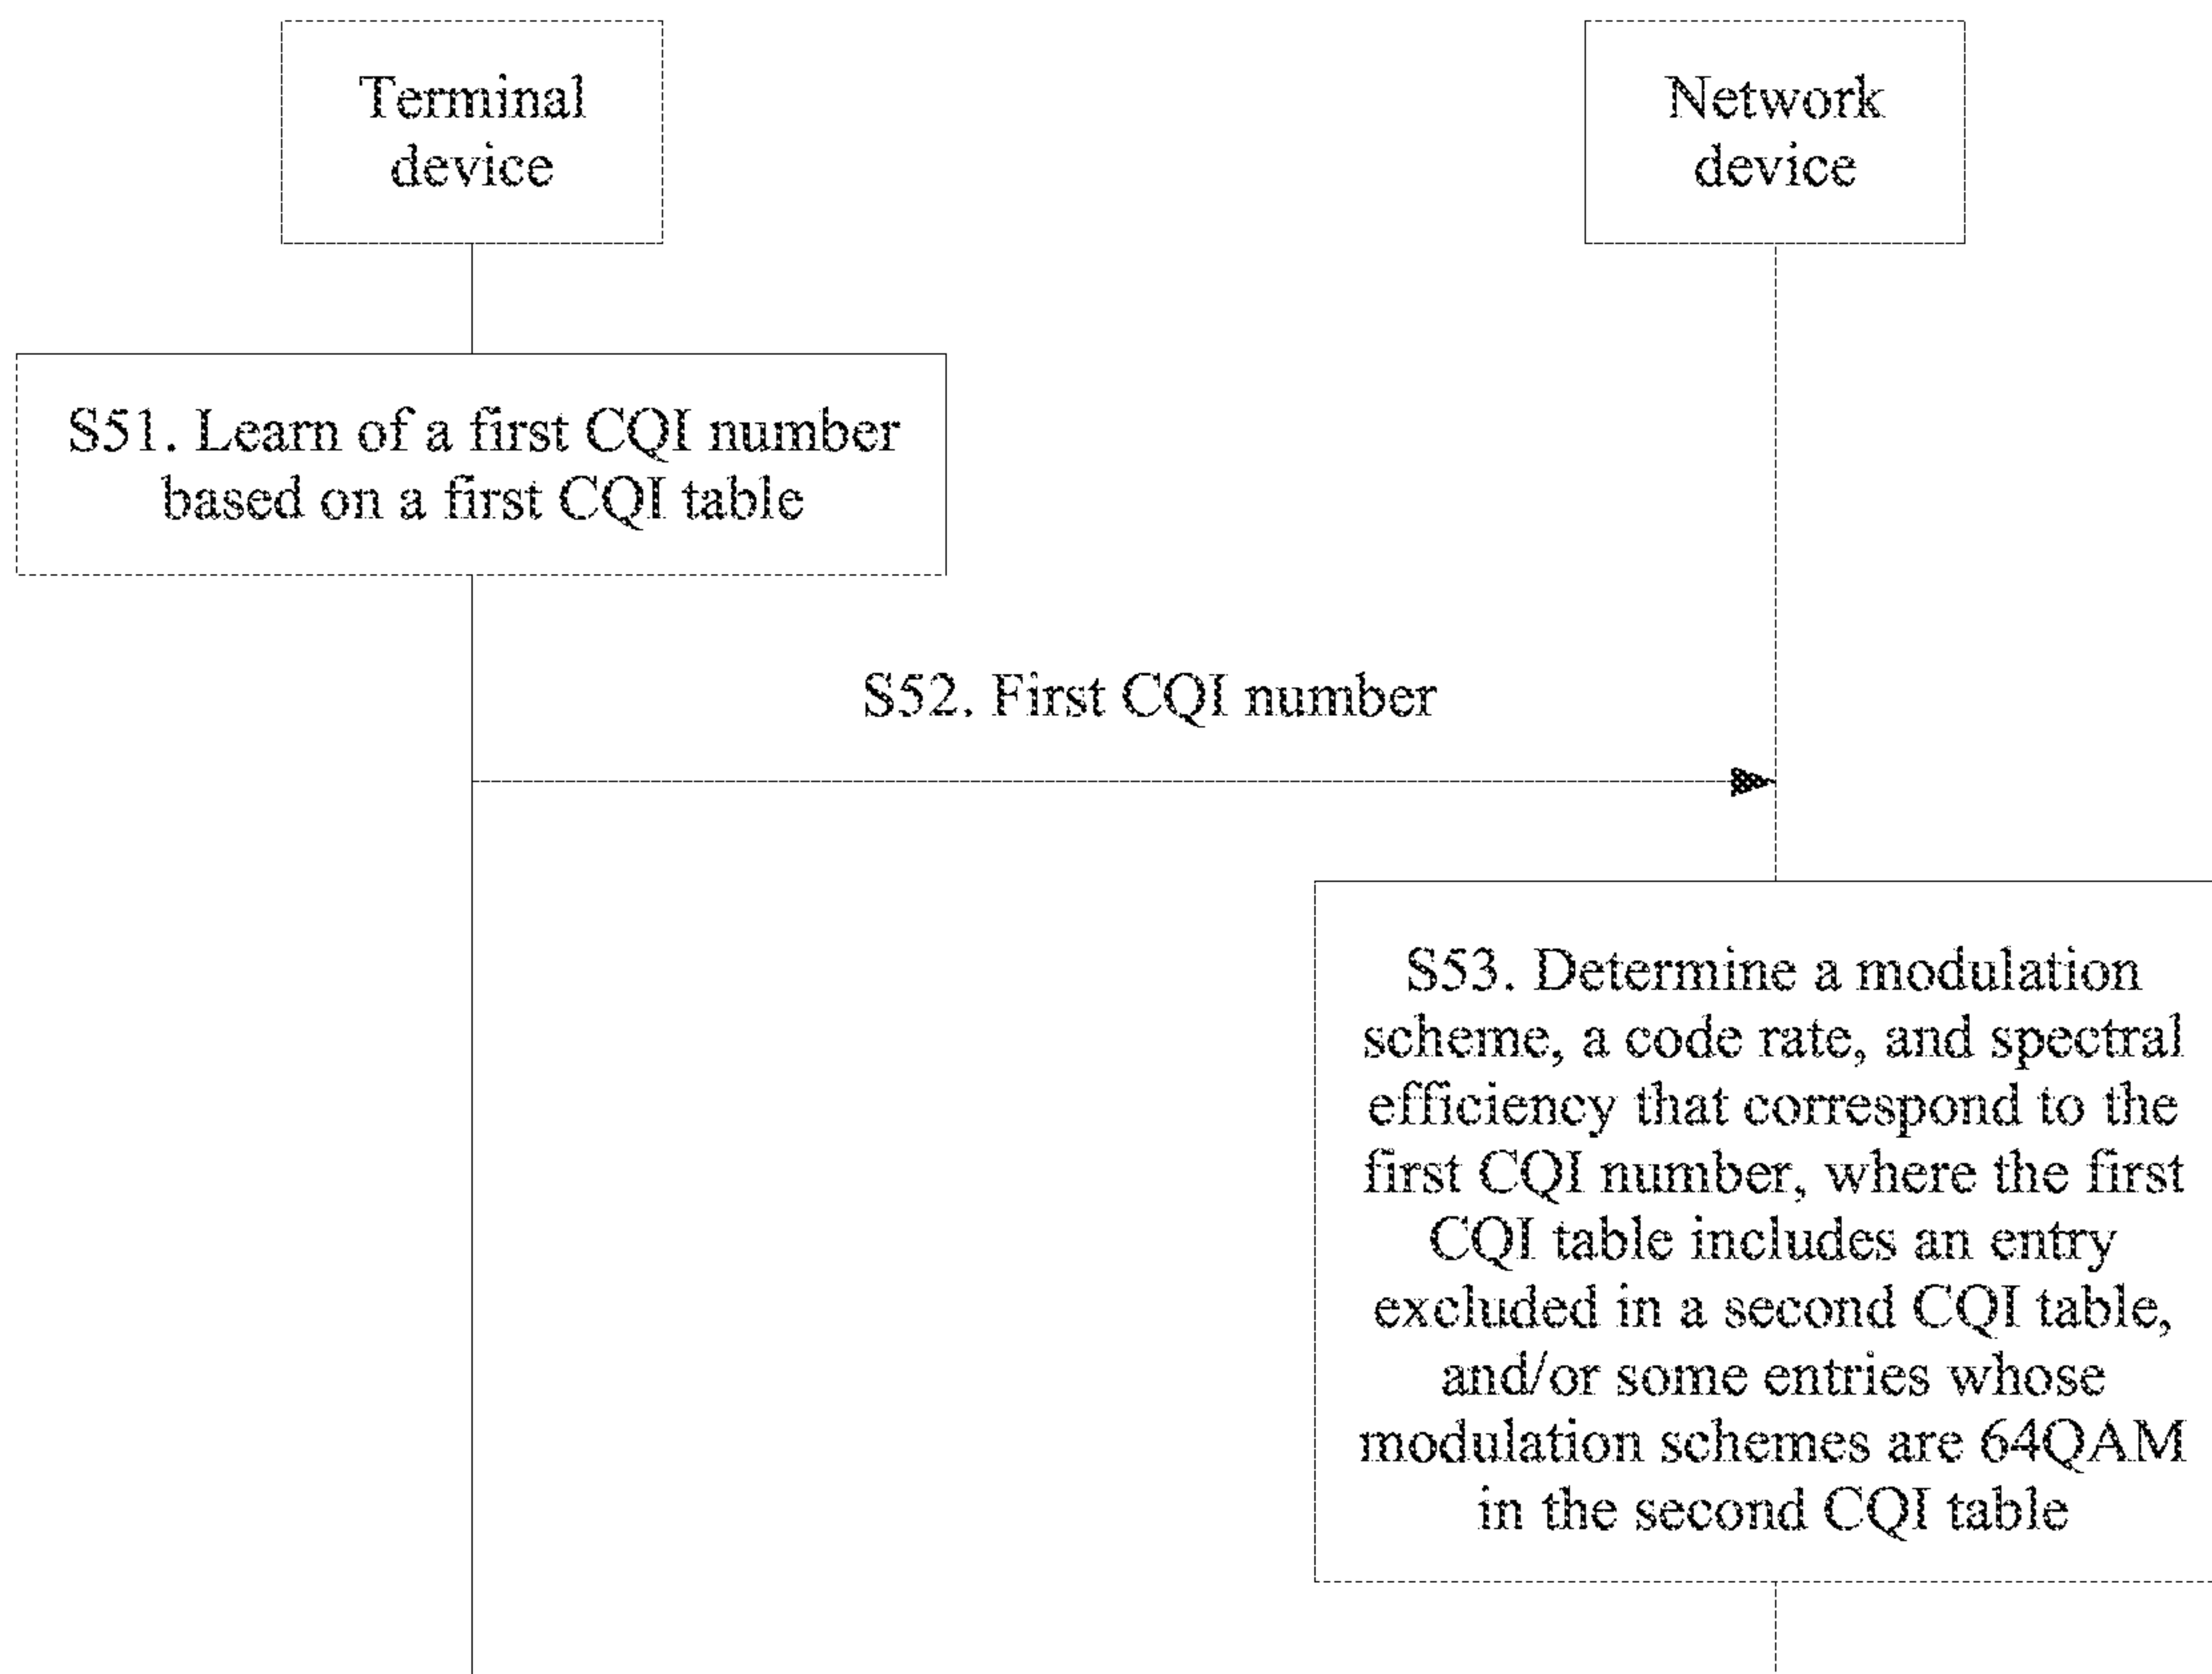 Terminal
device
Network
device
S51. Learn of a first CQI number
based on a first CQI table
S52. First CQI number
S53. Determine a modulation
scheme, a code rate, and spectral
efficiency that correspond to the
first CQI number, where the first
CQI table includes an entry
excluded in a second CQI table,
and/or some entries whose
modulation schemes are 64QAM
in the second CQI table